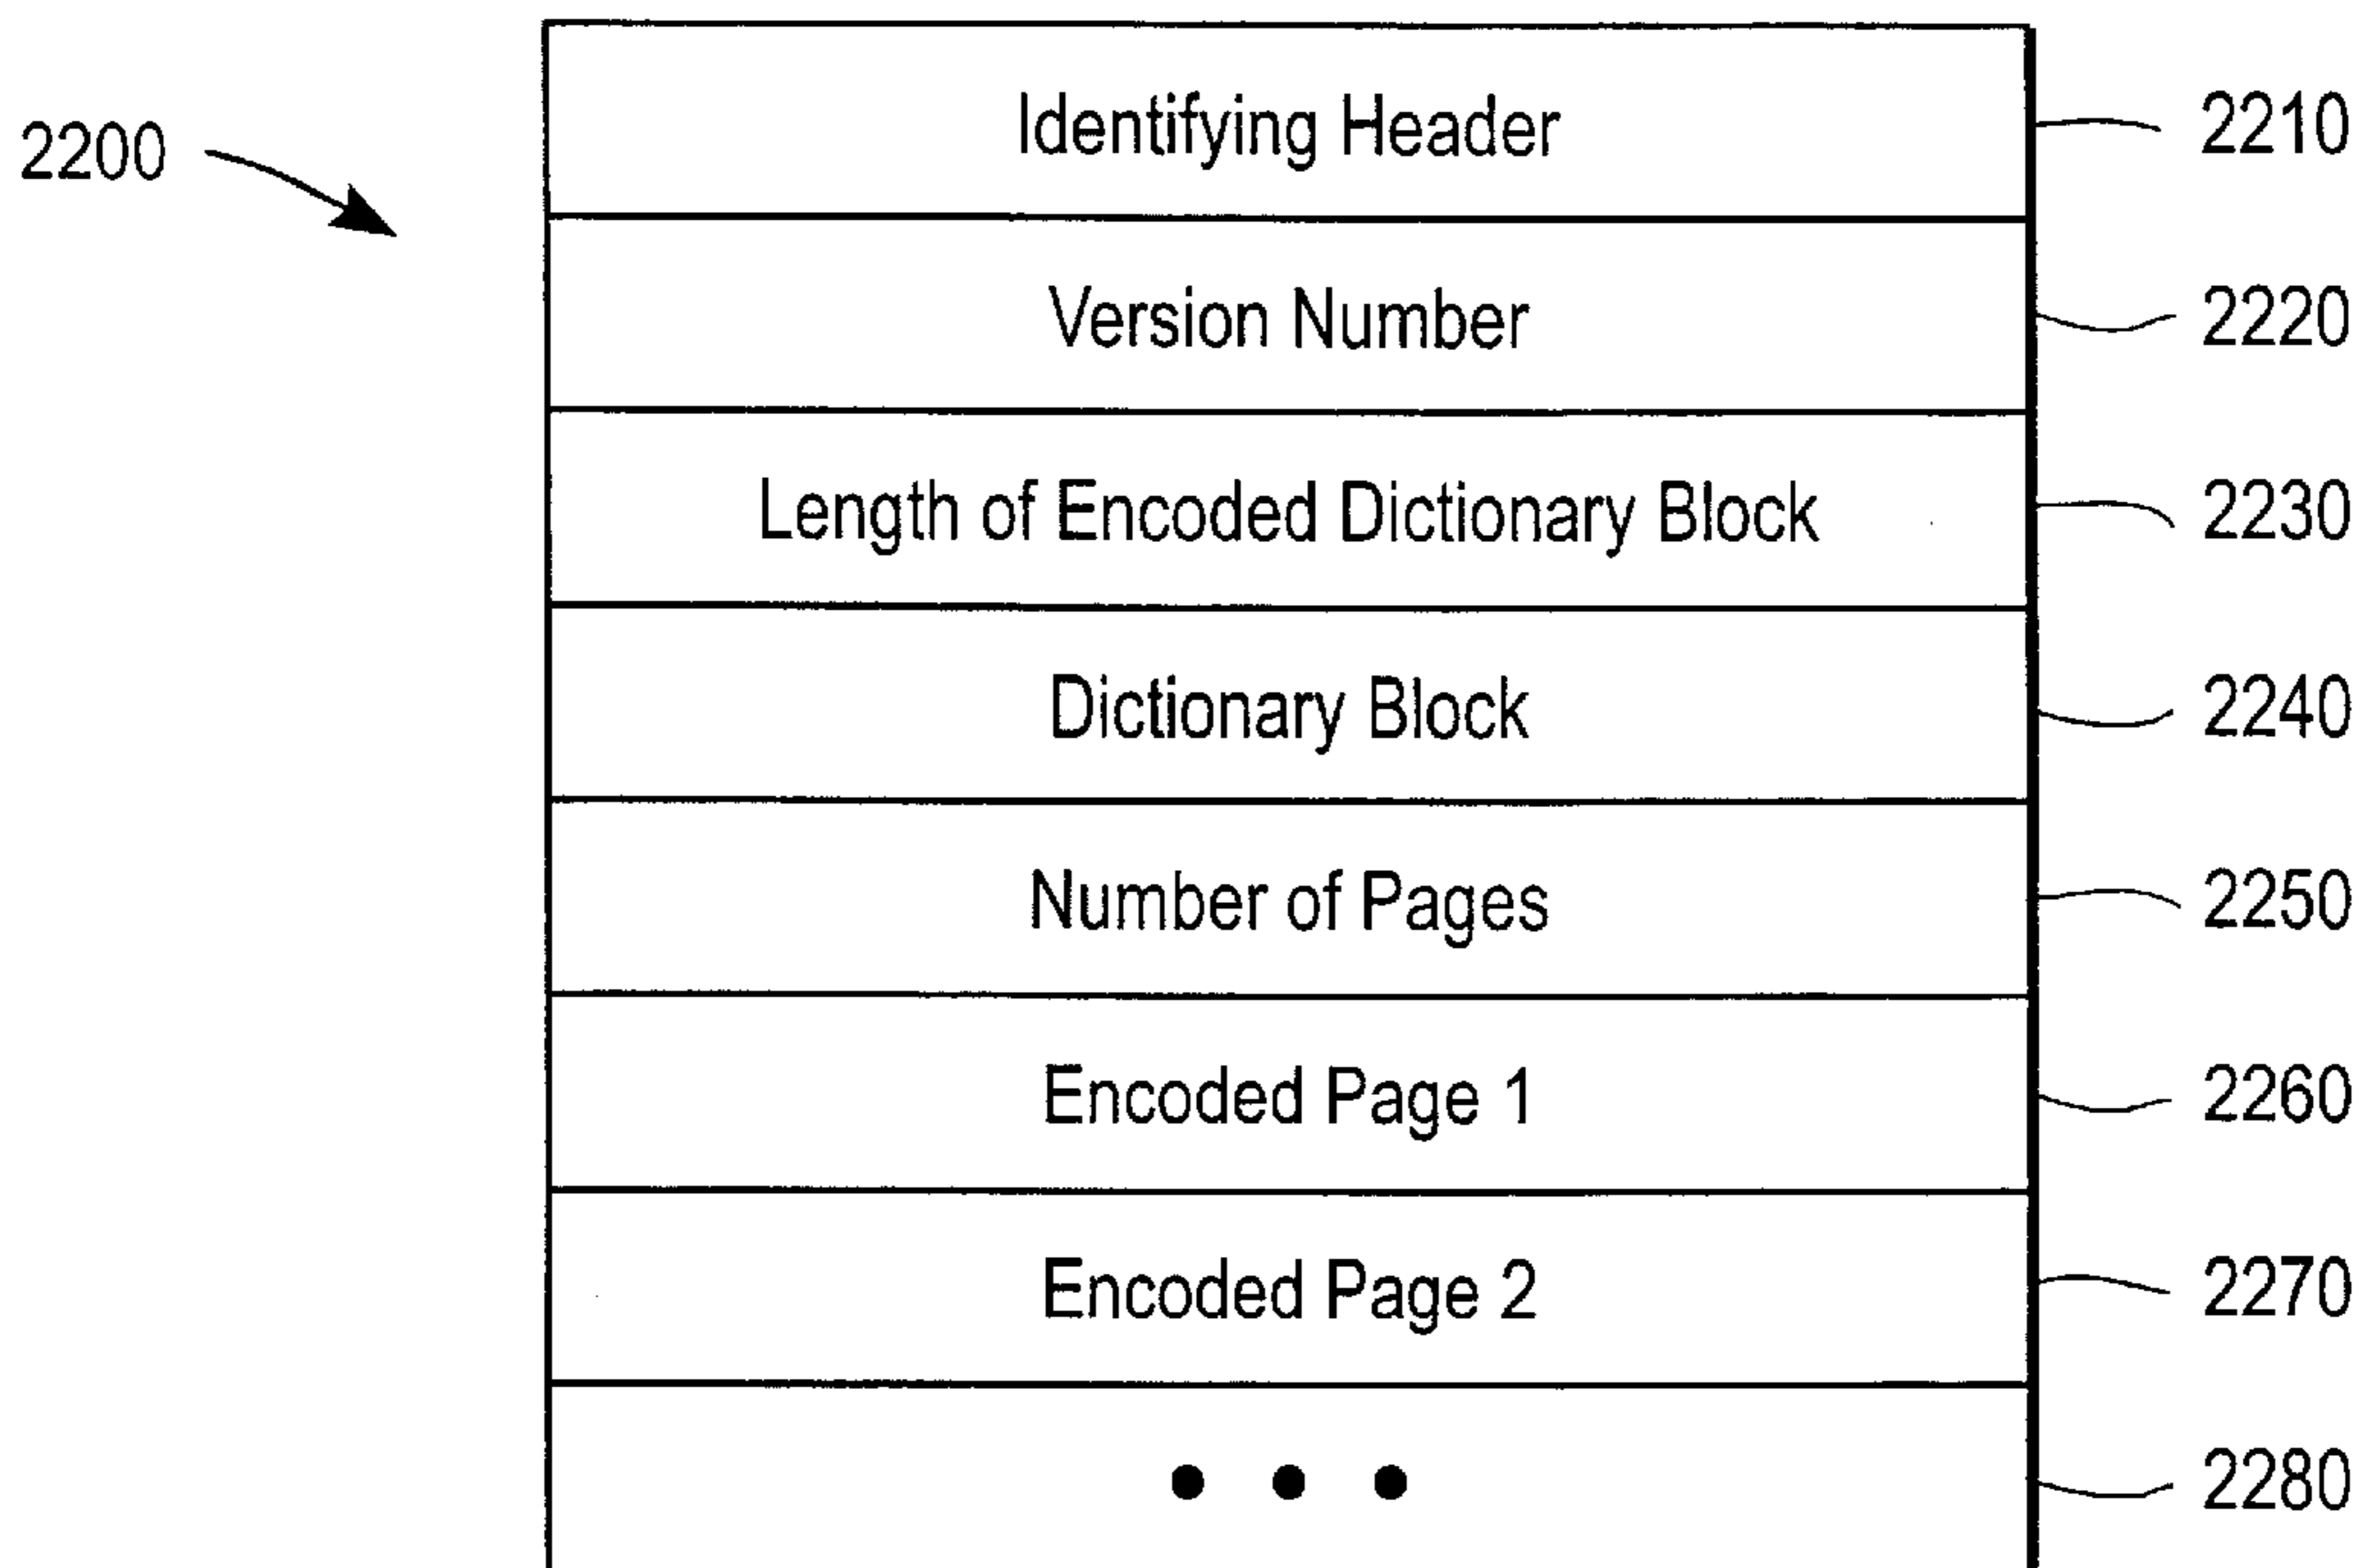 2200
Identifying Header 2210
Version Number 2220
Length of Encoded Dictionary Block 2230
Dictionary Block 2240
Number of Pages 2250
Encoded Page 1 2260
Encoded Page 2 2270
• • • 2280